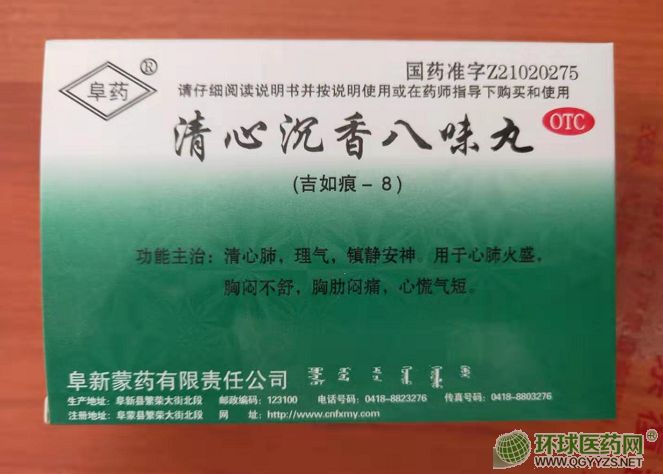 阜药®
国药准字Z21020275
请仔细阅读说明书并按说明使用或在药师指导下购买和使用
清心沉香八味丸
OTC
(吉如痕-8)
功能主治：清心肺，理气，镇静安神。用于心肺火盛，
胸闷不舒，胸肋闷痛，心慌气短。
阜新蒙药有限责任公司
生产地址：阜新县繁荣大街北段 邮政编码：123100 电话号码：0418-8823276 传真号码：0418-8803276
注册地址：阜蒙县繁荣大街北段 网 址：http://www.cnfxmy.com
环球医药网®
WWW.QGYYZS.NET